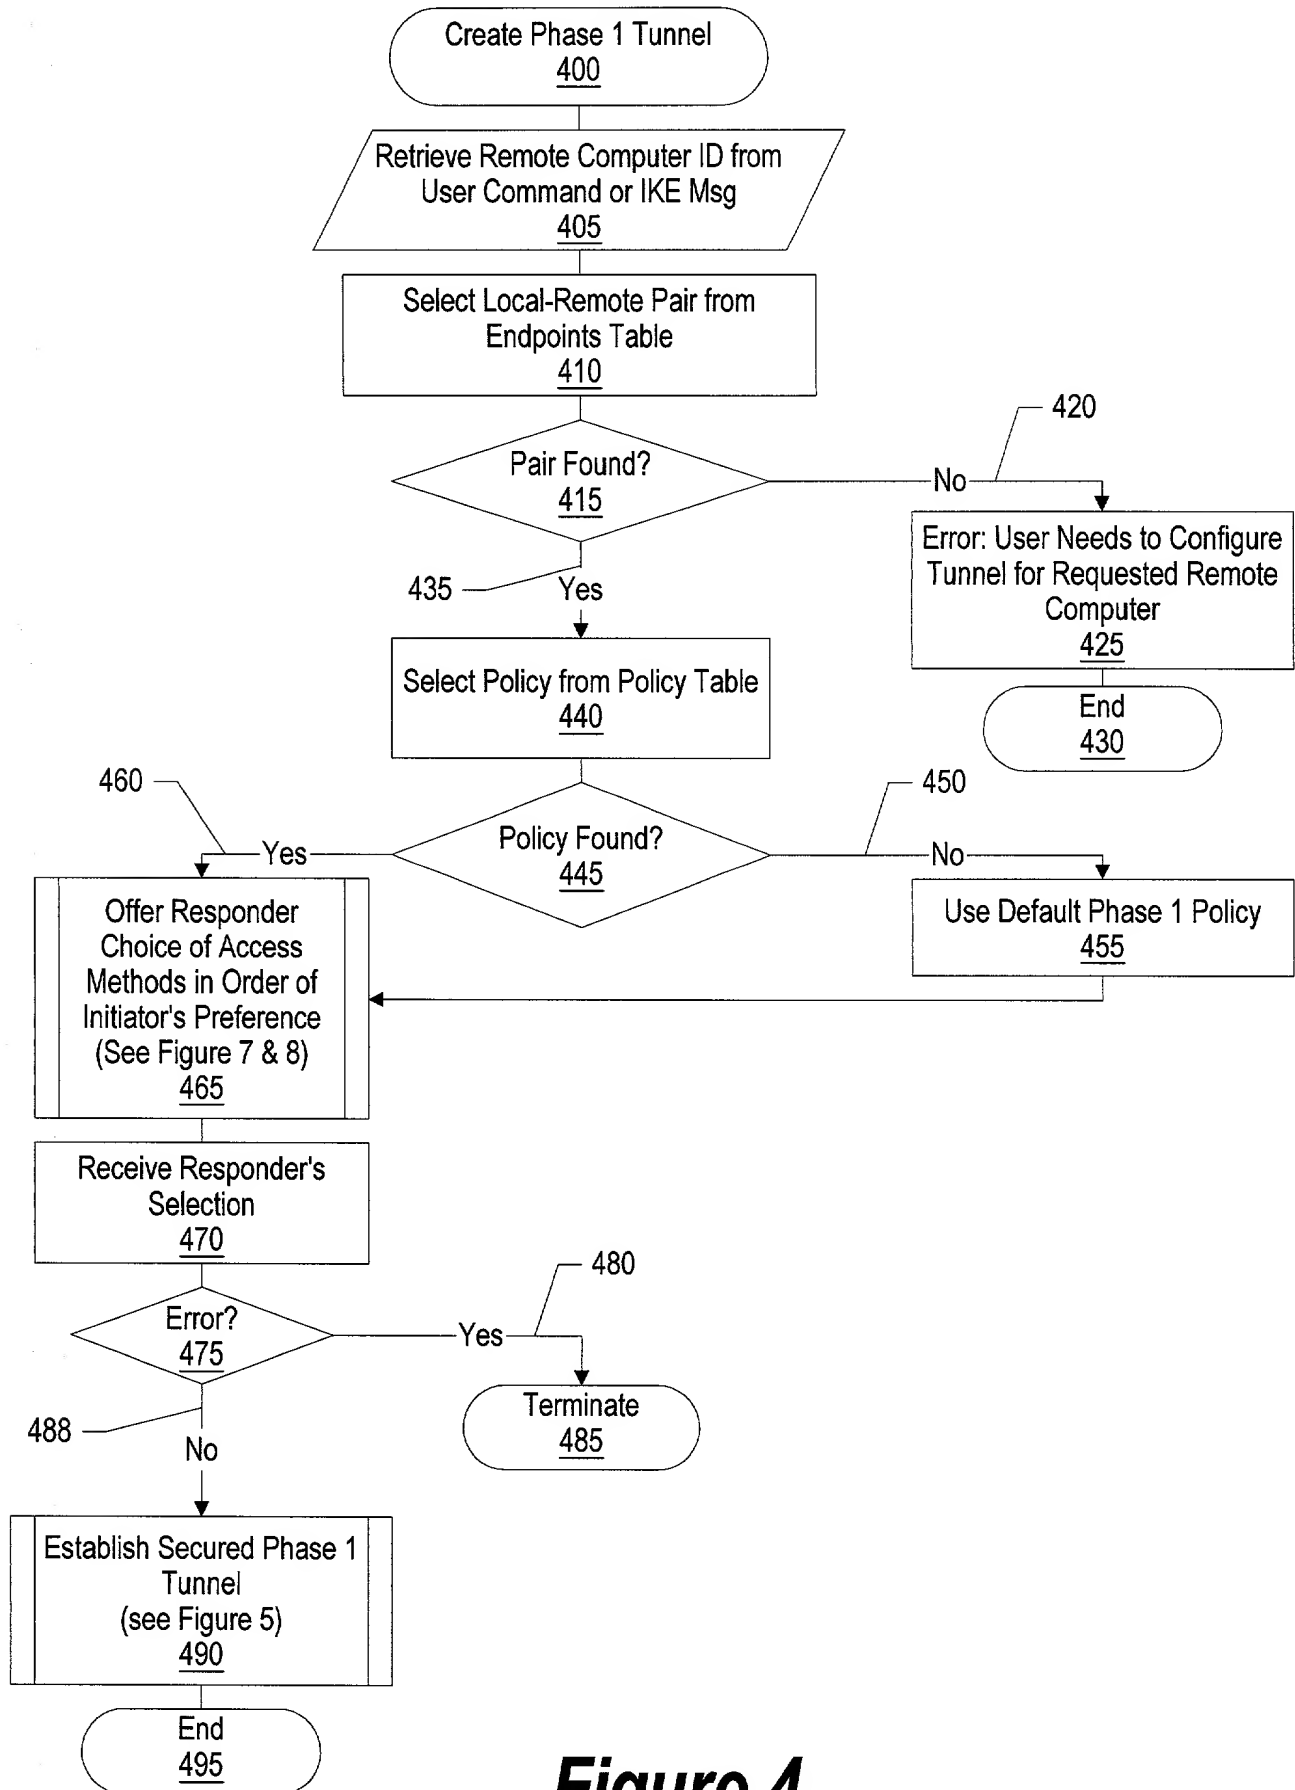 Create Phase 1 Tunnel
400
Retrieve Remote Computer ID from
User Command or IKE Msg
405
Select Local-Remote Pair from
Endpoints Table
410
420
Pair Found?
415
No
Error: User Needs to Configure
Tunnel for Requested Remote
Computer
425
End
430
435
Yes
Select Policy from Policy Table
440
460
450
Policy Found?
445
Yes
No
Offer Responder
Choice of Access
Methods in Order of
Initiator's Preference
(See Figure 7 & 8)
465
Use Default Phase 1 Policy
455
Receive Responder's
Selection
470
480
Error?
475
Yes
Terminate
485
488
No
Establish Secured Phase 1
Tunnel
(see Figure 5)
490
End
495
Figure 4